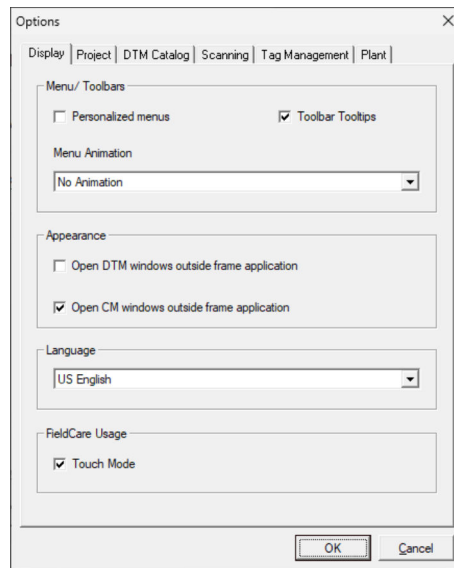 Options
Display Project DTM Catalog Scanning Tag Management Plant
Menu/ Toolbars
Personalized menus Toolbar Tooltips
Menu Animation
No Animation
Appearance
Open DTM windows outside frame application
Open CM windows outside frame application
Language
US English
FieldCare Usage
Touch Mode
OK Cancel